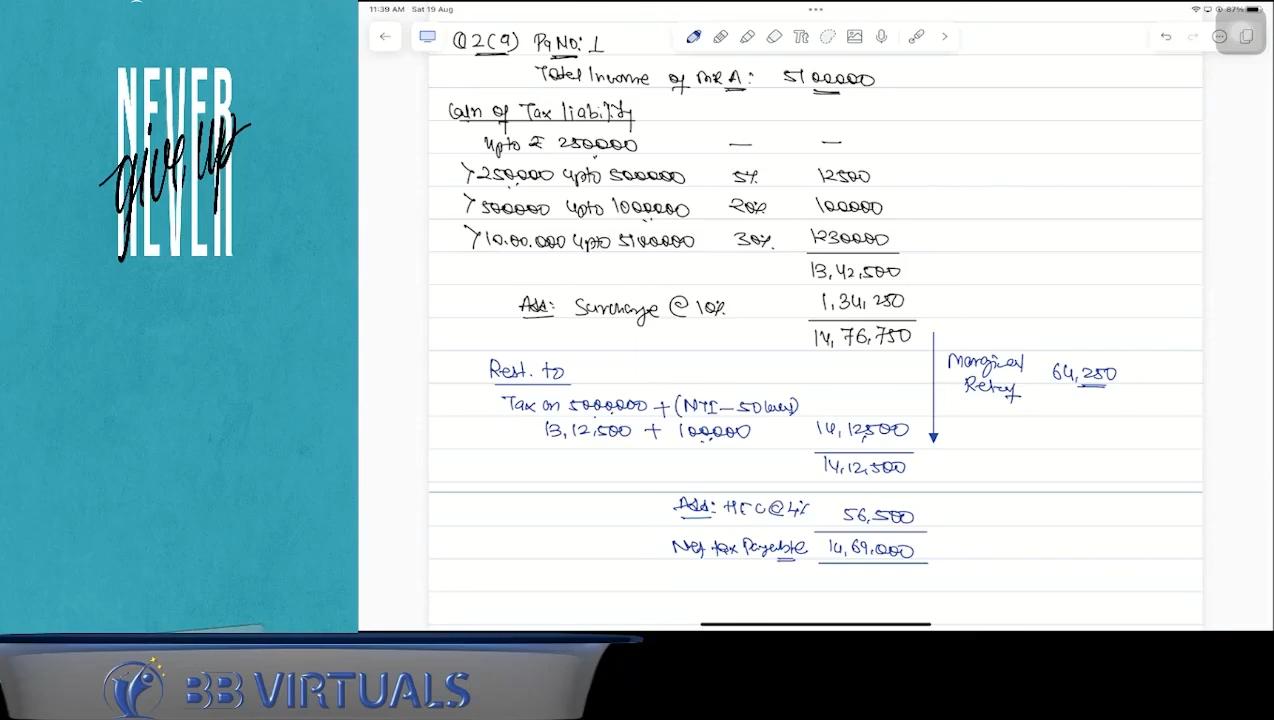 11:39 AM Sat 19 Aug
87%
NEVER
give up
NEVER
Q2(a) Pg No: 1
Total Income of MR A: 5100000
Com of Tax liability
upto ₹ 250000 — —
>250000 upto 500000 5% 12500
>500000 upto 1000000 20% 100000
>10,00,000 upto 5100000 30% 1230000
13,42,500
Add: Surcharge @ 10% 1,34,250
14,76,750
Rest. to
Marginal Relief 64,250
Tax on 5000000 + (NTI - 50 lacs)
13,12,500 + 100000 14,12,500
14,12,500
Add: HEC @ 4% 56,500
Net tax Payable 14,69,000
BB VIRTUALS